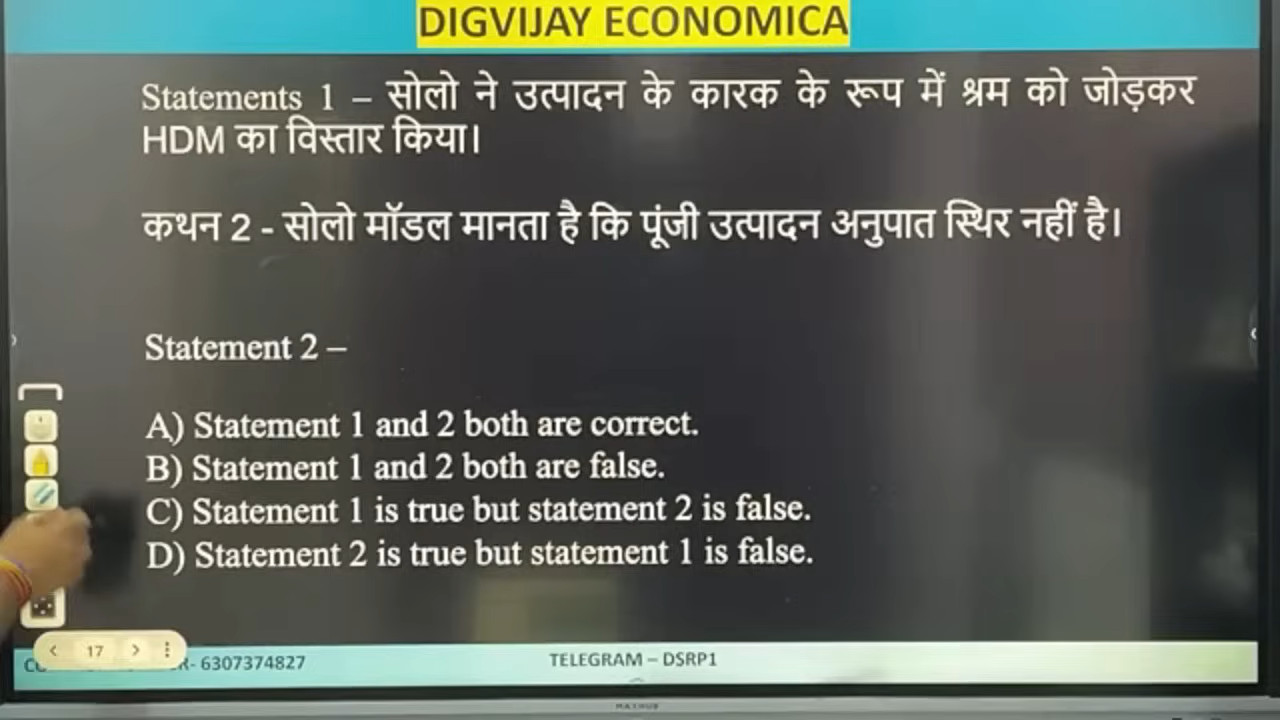 DIGVIJAY ECONOMICA
Statements 1 – सोलो ने उत्पादन के कारक के रूप में श्रम को जोड़कर
HDM का विस्तार किया।
कथन 2 - सोलो मॉडल मानता है कि पूंजी उत्पादन अनुपात स्थिर नहीं है।
Statement 2 –
A) Statement 1 and 2 both are correct.
B) Statement 1 and 2 both are false.
C) Statement 1 is true but statement 2 is false.
D) Statement 2 is true but statement 1 is false.
17
6307374827
TELEGRAM – DSRP1
MAXHUB